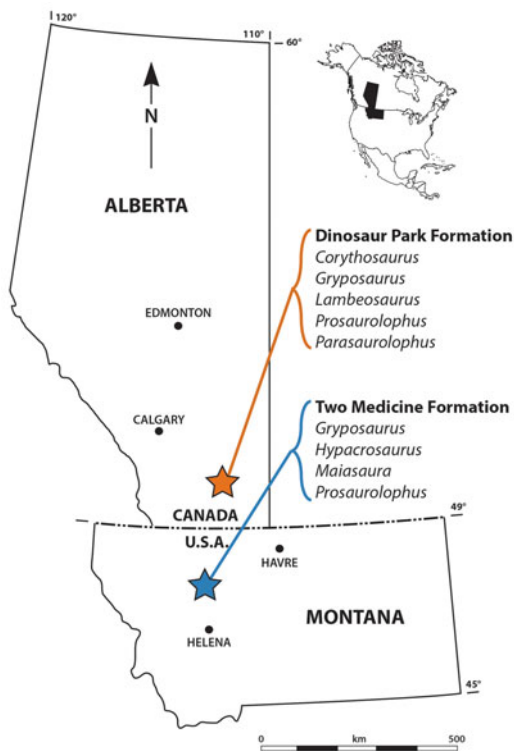 120°
110°
60°
N
ALBERTA
Dinosaur Park Formation
Corythosaurus
Gryposaurus
Lambeosaurus
Prosaurolophus
Parasaurolophus
EDMONTON
CALGARY
Two Medicine Formation
Gryposaurus
Hypacrosaurus
Maiasaura
Prosaurolophus
CANADA
49°
U.S.A.
HAVRE
MONTANA
HELENA
45°
0 km 500